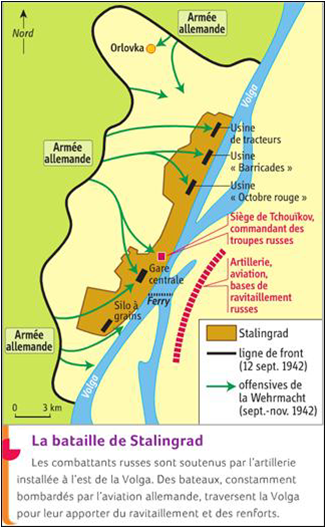 Nord
Armée
allemande
Orlovka
Volga
Armée
allemande
Usine
de tracteurs
Usine
« Barricades »
Usine
« Octobre rouge »
Siège de Tchouïkov,
commandant des
troupes russes
Gare
centrale
Artillerie,
aviation,
bases de
ravitaillement
russes
Ferry
Silo à
grains
Armée
allemande
Volga
0 3 km
Stalingrad
ligne de front
(12 sept. 1942)
offensives de
la Wehrmacht
(sept.-nov. 1942)
La bataille de Stalingrad
Les combattants russes sont soutenus par l'artillerie
installée à l'est de la Volga. Des bateaux, constamment
bombardés par l'aviation allemande, traversent la Volga
pour leur apporter du ravitaillement et des renforts.